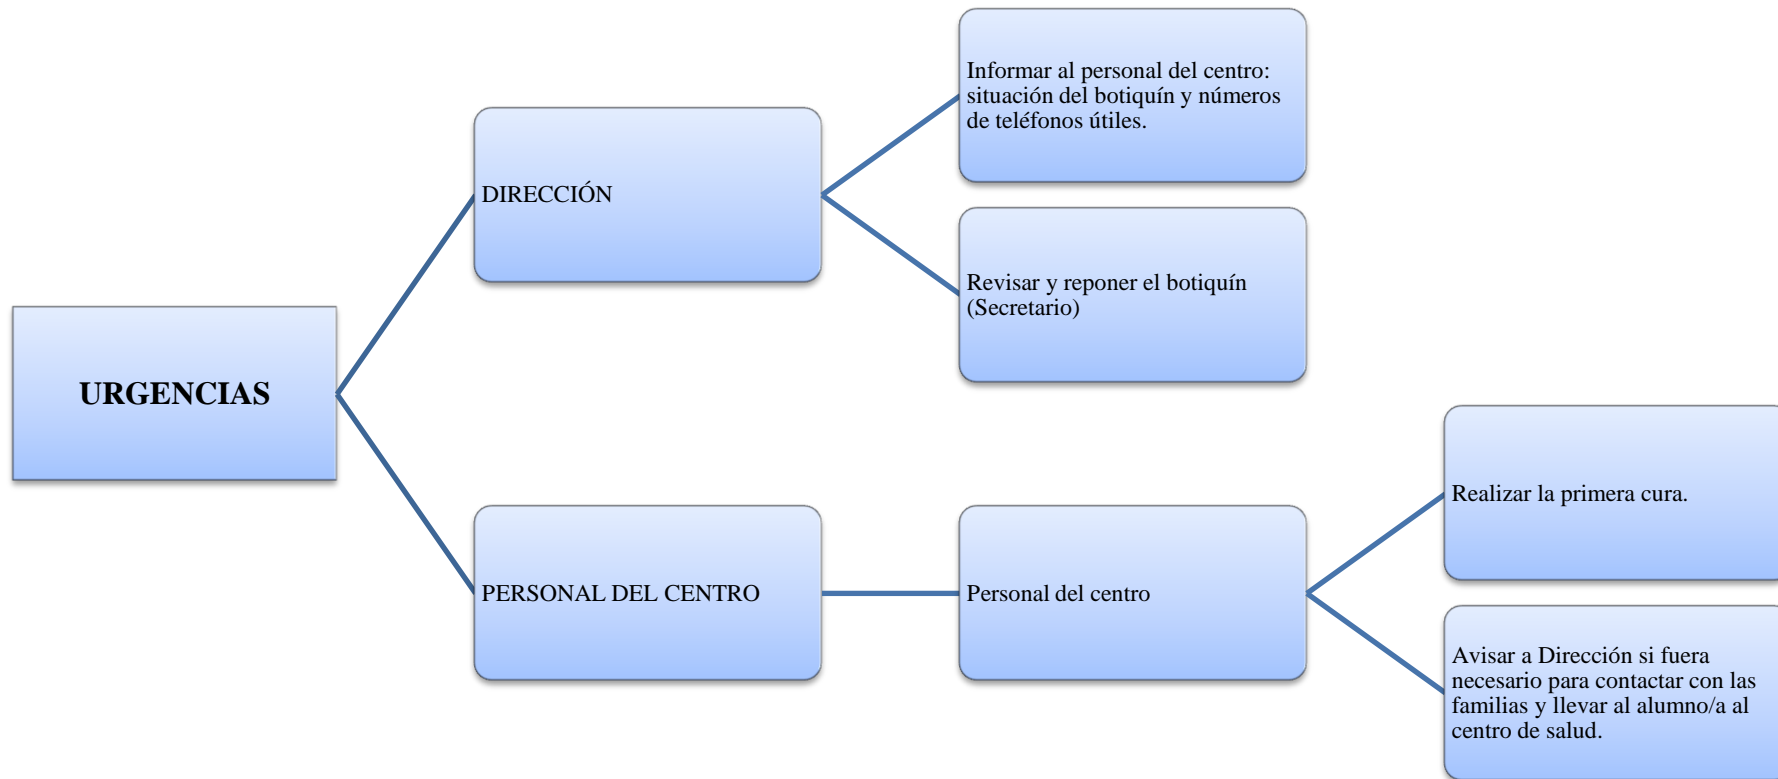 URGENCIAS
DIRECCIÓN
Informar al personal del centro:
situación del botiquín y números
de teléfonos útiles.
Revisar y reponer el botiquín
(Secretario)
PERSONAL DEL CENTRO
Personal del centro
Realizar la primera cura.
Avisar a Dirección si fuera
necesario para contactar con las
familias y llevar al alumno/a al
centro de salud.